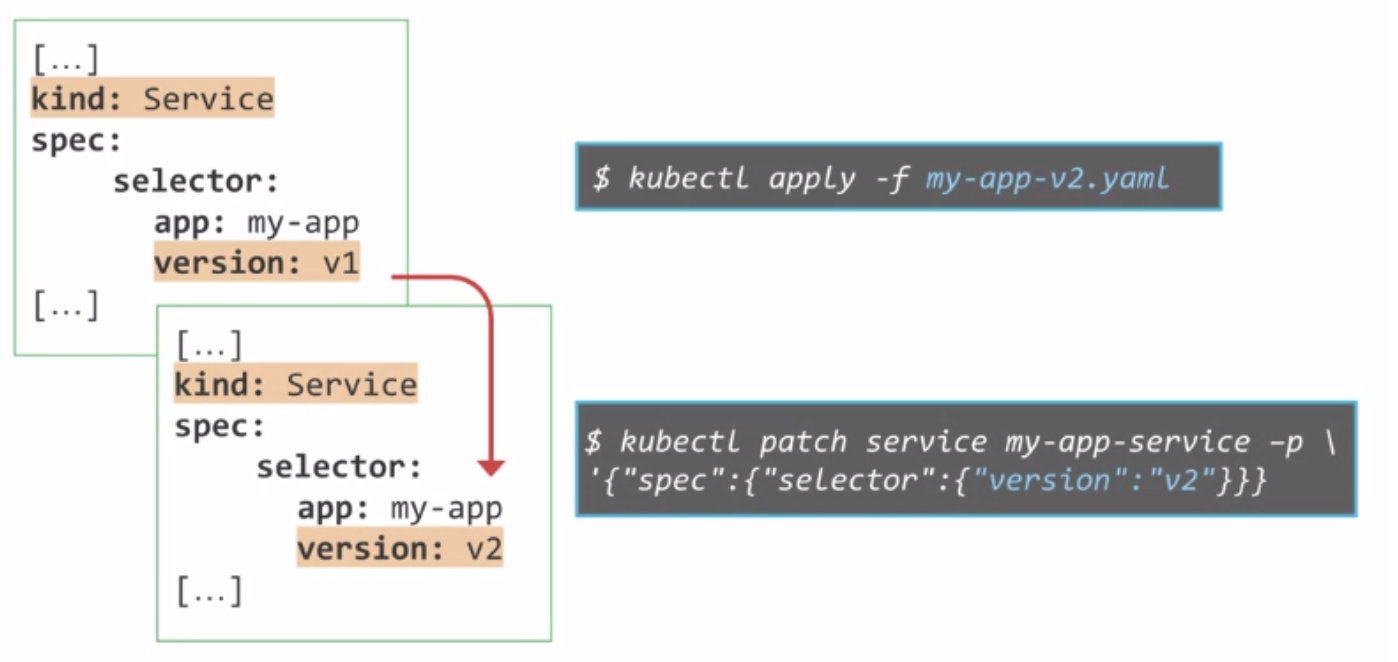 [...]
kind: Service
spec:
selector:
app: my-app
version: v1
[...]
[...]
kind: Service
spec:
selector:
app: my-app
version: v2
[...]
$ kubectl apply -f my-app-v2.yaml
$ kubectl patch service my-app-service –p \
'{"spec":{"selector":{"version":"v2"}}}